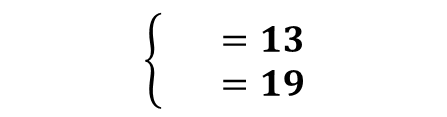 = 13
= 19